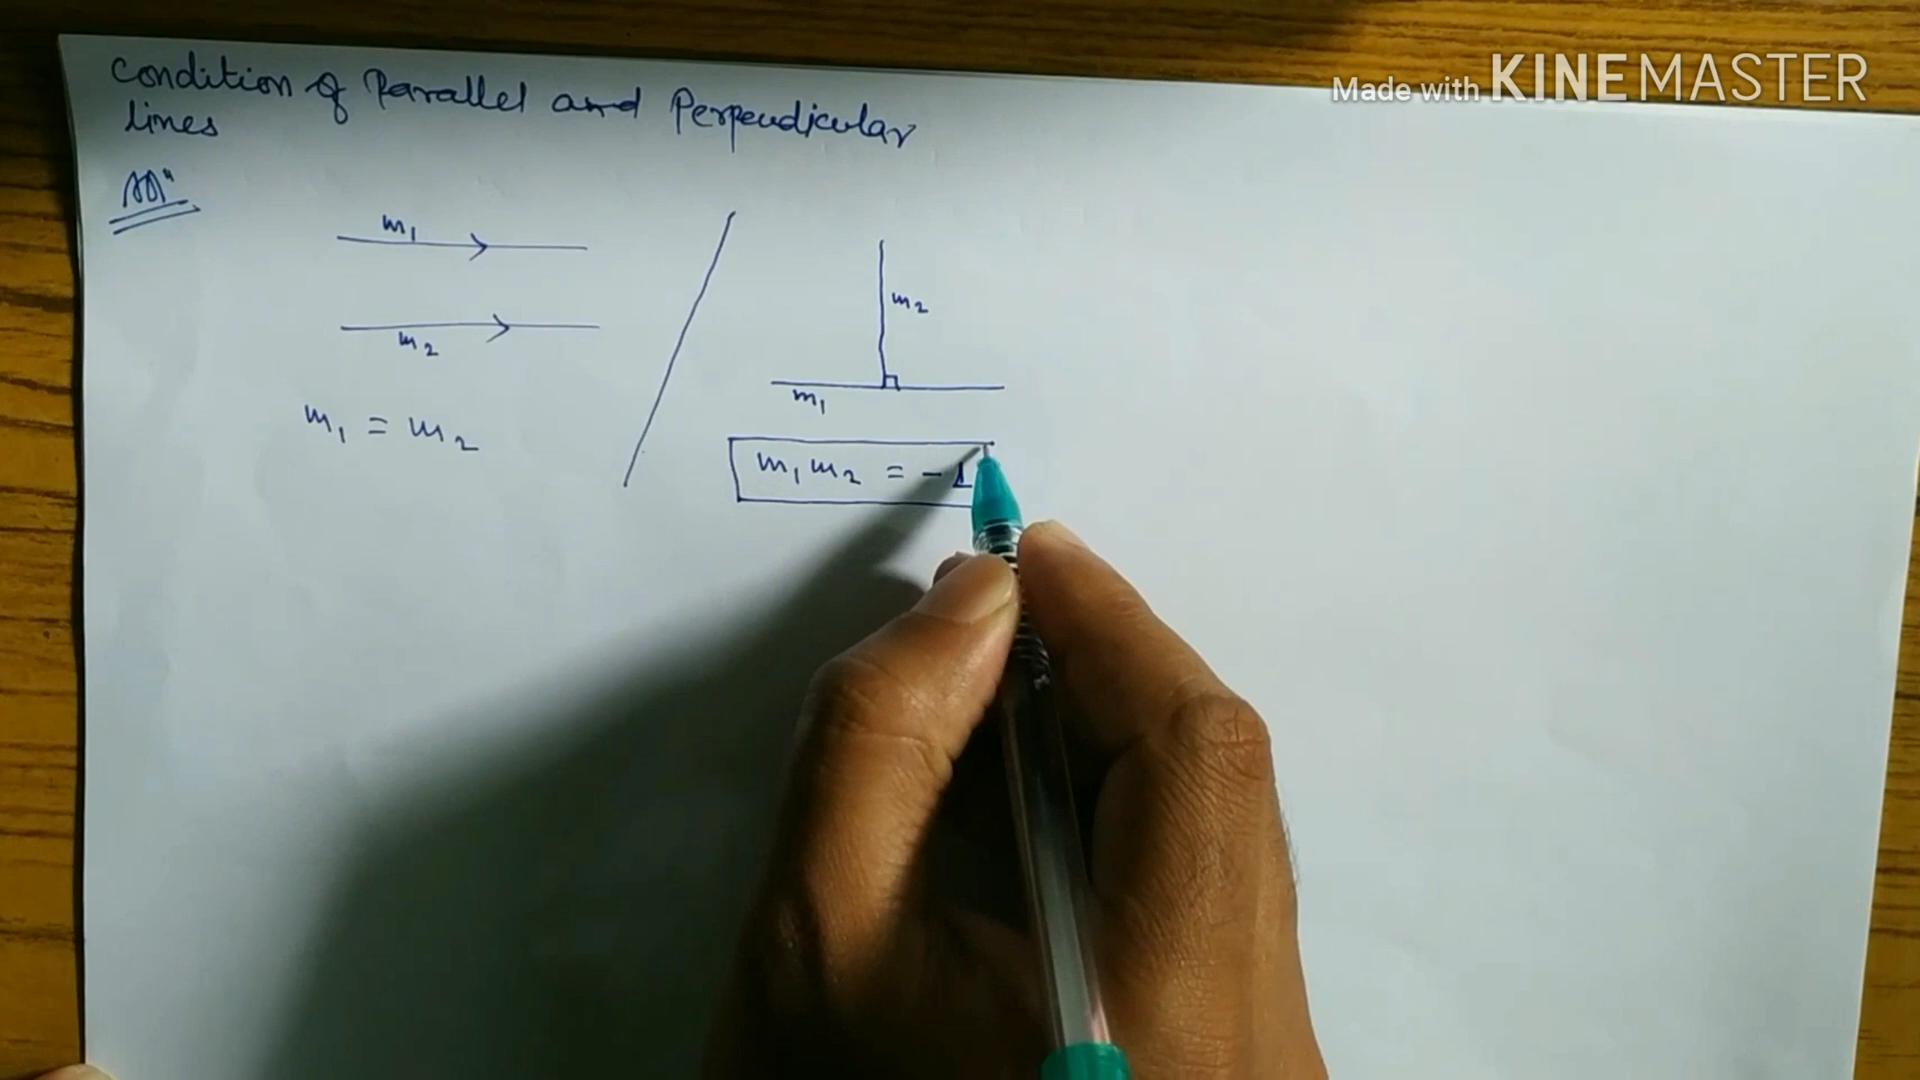 Made with KINEMASTER
Condition of Parallel and Perpendicular
lines
m₁
m₂
m₁ = m₂
m₂
m₁
m₁ m₂ = - 1